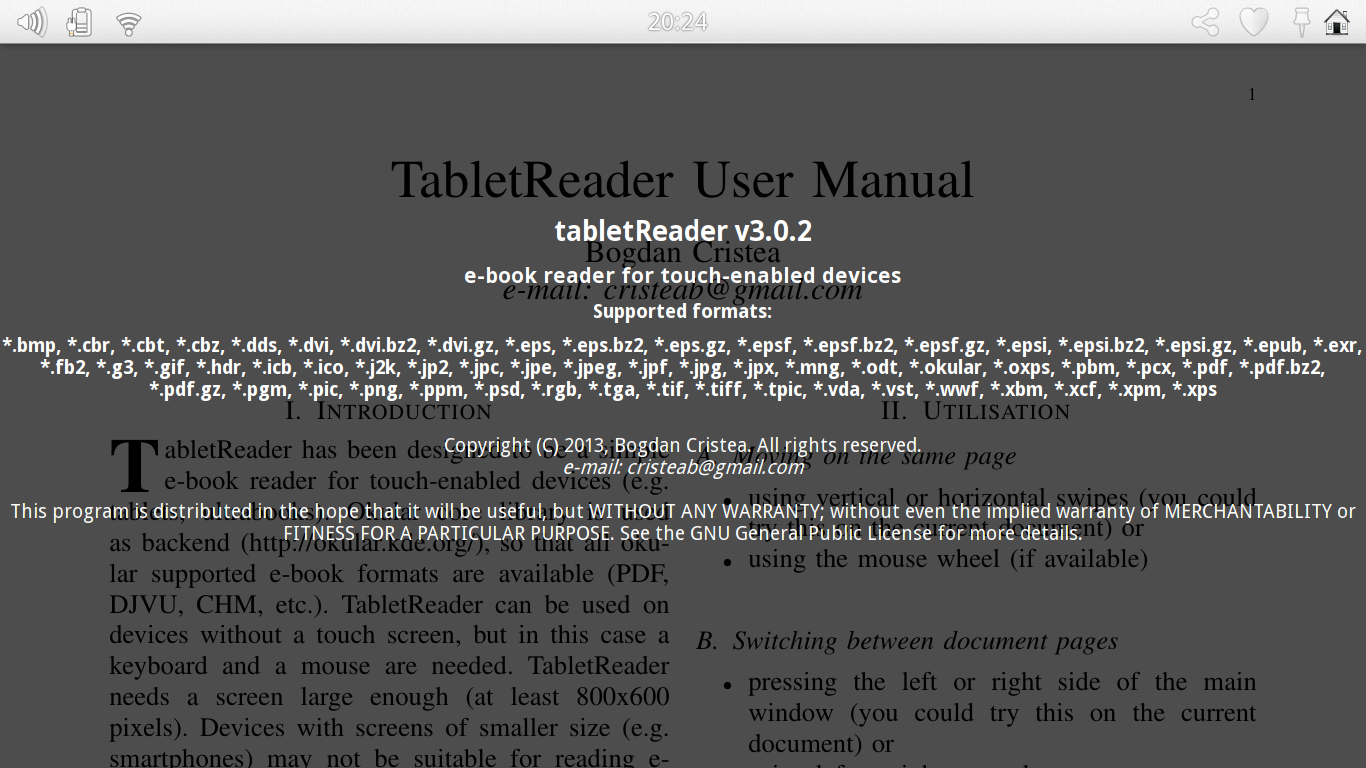 20:24
1
TabletReader User Manual
tabletReader v3.0.2
Bogdan Cristea
e-book reader for touch-enabled devices
e-mail: cristeab@gmail.com
Supported formats:
*.bmp, *.cbr, *.cbt, *.cbz, *.dds, *.dvi, *.dvi.bz2, *.dvi.gz, *.eps, *.eps.bz2, *.eps.gz, *.epsf, *.epsf.bz2, *.epsf.gz, *.epsi, *.epsi.bz2, *.epsi.gz, *.epub, *.exr,
*.fb2, *.g3, *.gif, *.hdr, *.icb, *.ico, *.j2k, *.jp2, *.jpc, *.jpe, *.jpeg, *.jpf, *.jpg, *.jpx, *.mng, *.odt, *.okular, *.oxps, *.pbm, *.pcx, *.pdf, *.pdf.bz2,
*.pdf.gz, *.pgm, *.pic, *.png, *.ppm, *.psd, *.rgb, *.tga, *.tif, *.tiff, *.tpic, *.vda, *.vst, *.wwf, *.xbm, *.xcf, *.xpm, *.xps
Copyright (C) 2013, Bogdan Cristea. All rights reserved.
e-mail: cristeab@gmail.com
This program is distributed in the hope that it will be useful, but WITHOUT ANY WARRANTY; without even the implied warranty of MERCHANTABILITY or
FITNESS FOR A PARTICULAR PURPOSE. See the GNU General Public License for more details.
I. INTRODUCTION
TabletReader has been designed to be a simple
e-book reader for touch-enabled devices (e.g.
as backend (http://okular.kde.org/), so that all oku-
lar supported e-book formats are available (PDF,
DJVU, CHM, etc.). TabletReader can be used on
devices without a touch screen, but in this case a
keyboard and a mouse are needed. TabletReader
needs a screen large enough (at least 800x600
pixels). Devices with screens of smaller size (e.g.
smartphones) may not be suitable for reading e-
II. UTILISATION
A. Moving on the same page
• using vertical or horizontal swipes (you could
try this on the current document) or
• using the mouse wheel (if available)
B. Switching between document pages
• pressing the left or right side of the main
window (you could try this on the current
document) or